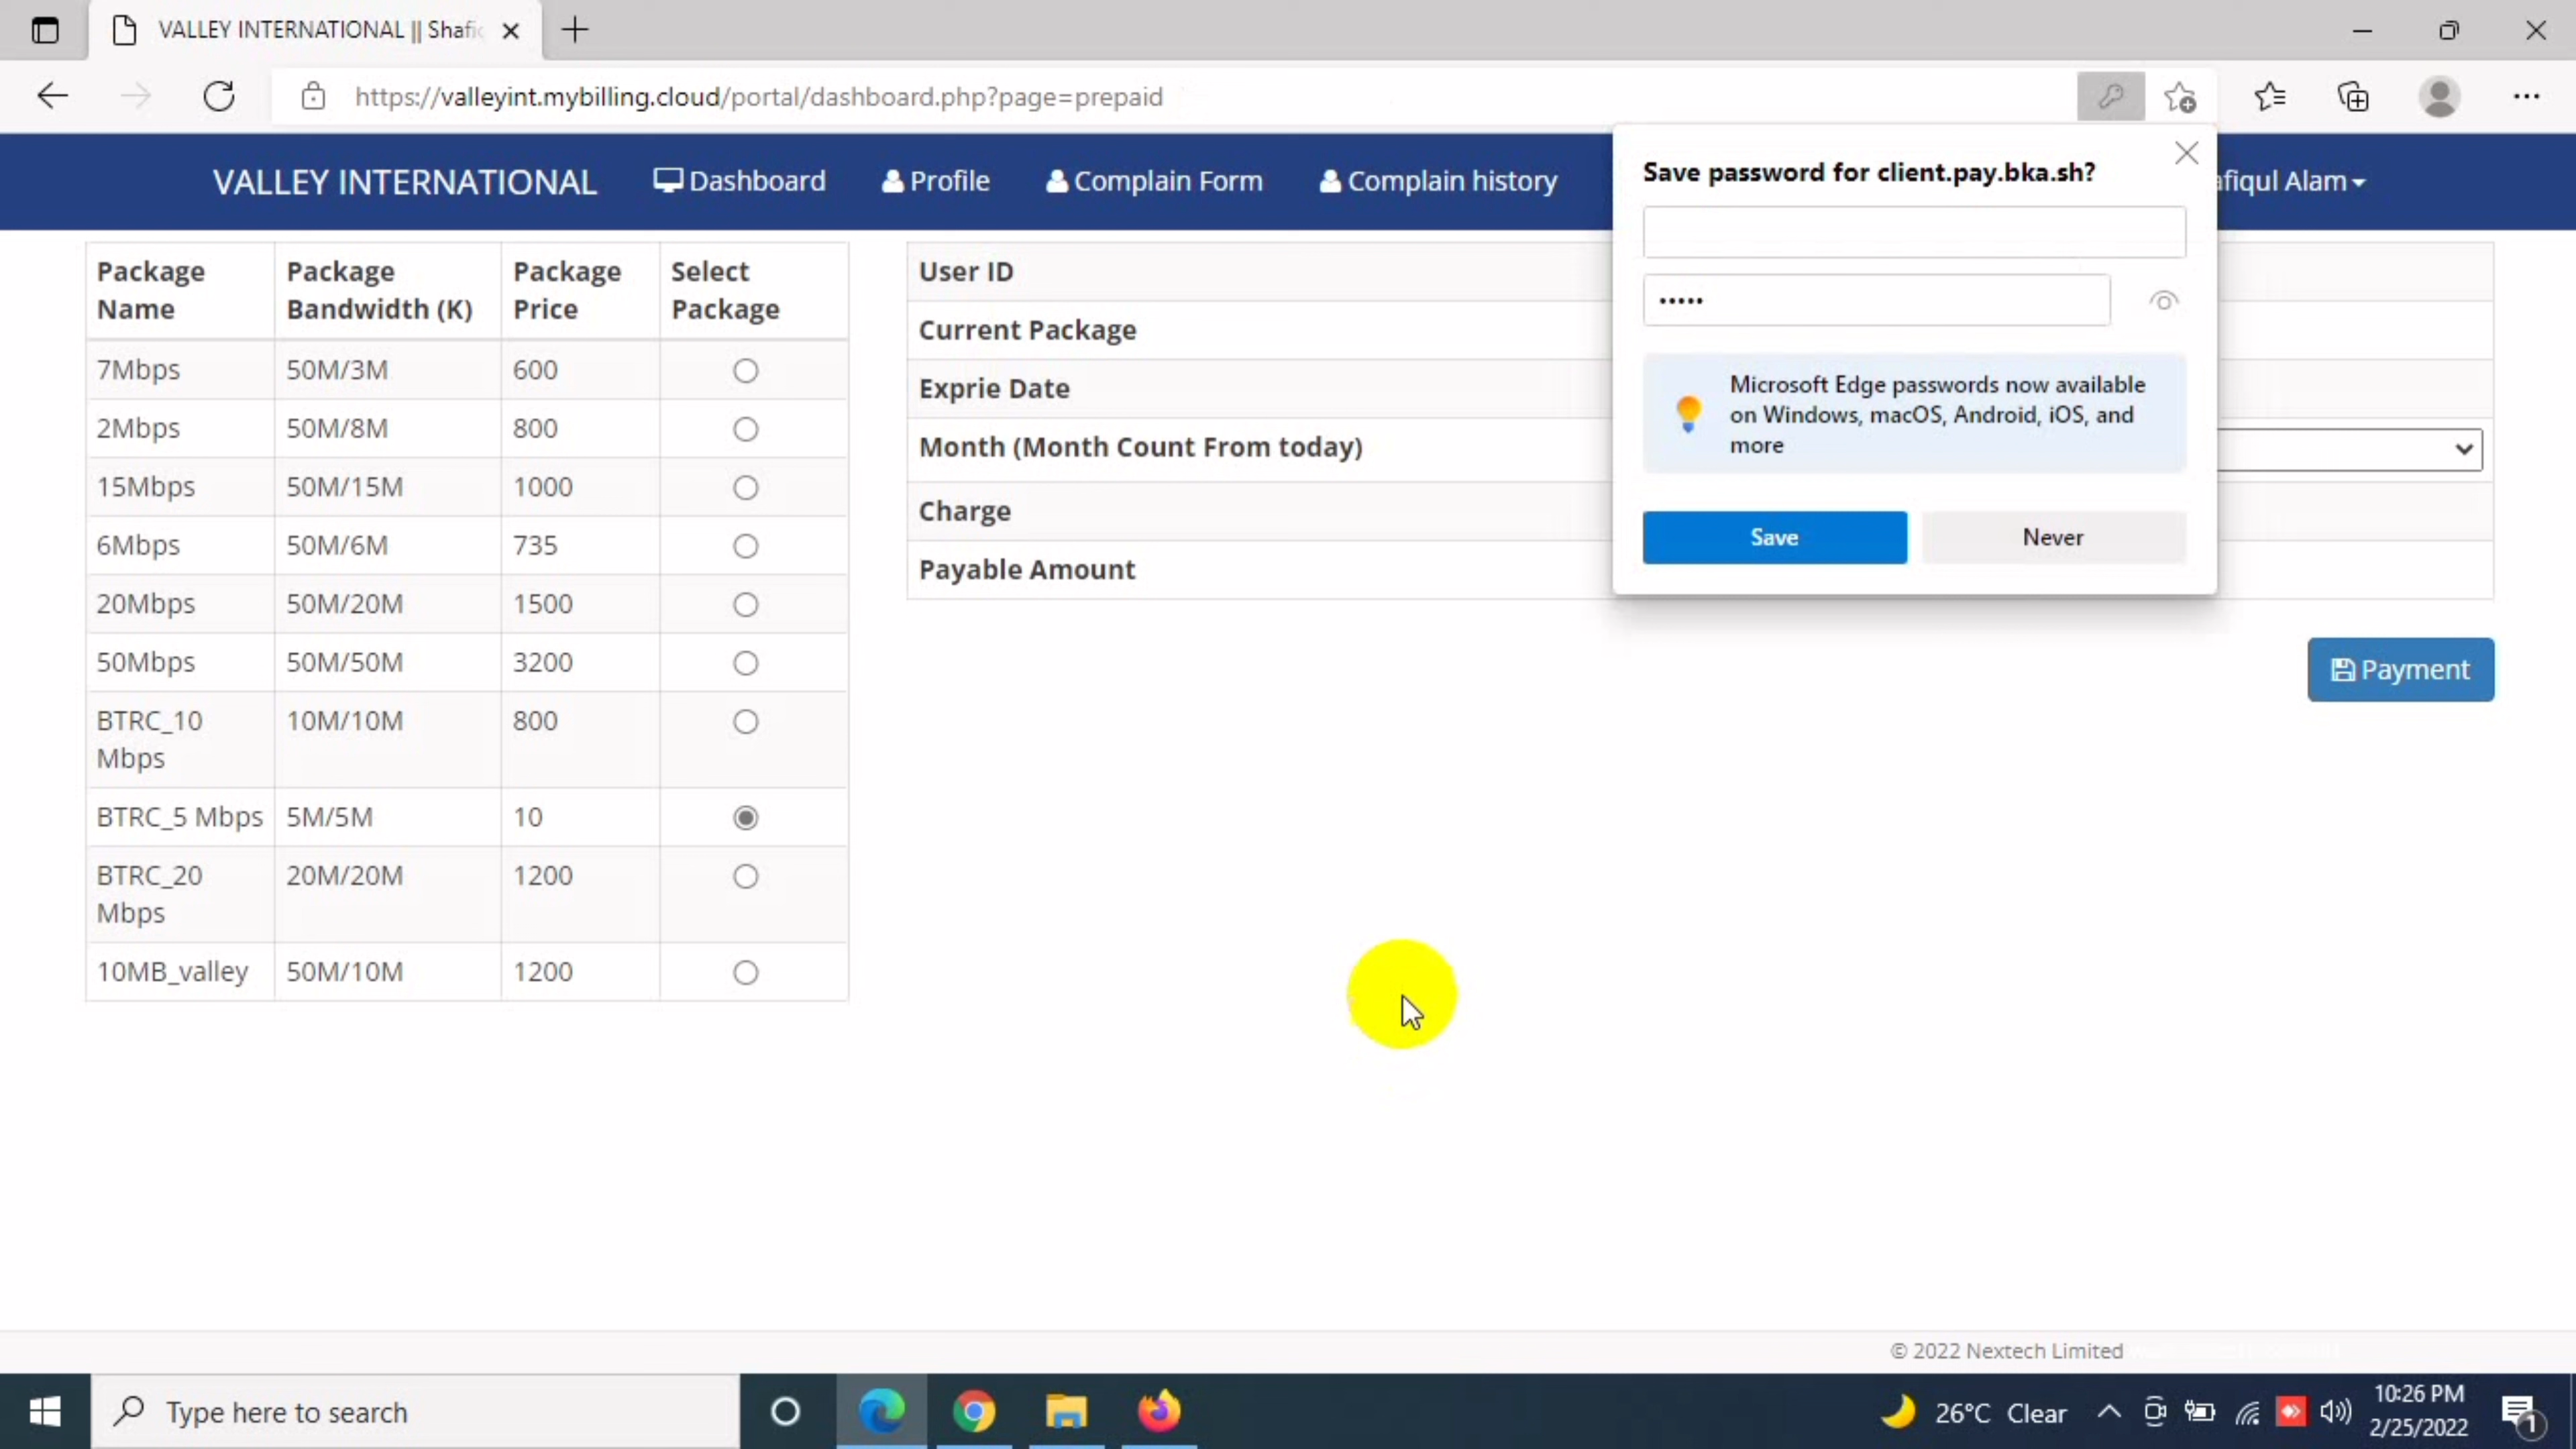 VALLEY INTERNATIONAL || Shafi
https://valleyint.mybilling.cloud/portal/dashboard.php?page=prepaid
VALLEY INTERNATIONAL Dashboard Profile Complain Form Complain history afiqul Alam
Package Name Package Bandwidth (K) Package Price Select Package
7Mbps 50M/3M 600
2Mbps 50M/8M 800
15Mbps 50M/15M 1000
6Mbps 50M/6M 735
20Mbps 50M/20M 1500
50Mbps 50M/50M 3200
BTRC_10 Mbps 10M/10M 800
BTRC_5 Mbps 5M/5M 10
BTRC_20 Mbps 20M/20M 1200
10MB_valley 50M/10M 1200
User ID
Current Package
Exprie Date
Month (Month Count From today)
Charge
Payable Amount
Save password for client.pay.bka.sh?
•••••
Microsoft Edge passwords now available
on Windows, macOS, Android, iOS, and
more
Save Never
Payment
© 2022 Nextech Limited
Type here to search
26°C Clear
10:26 PM
2/25/2022
1